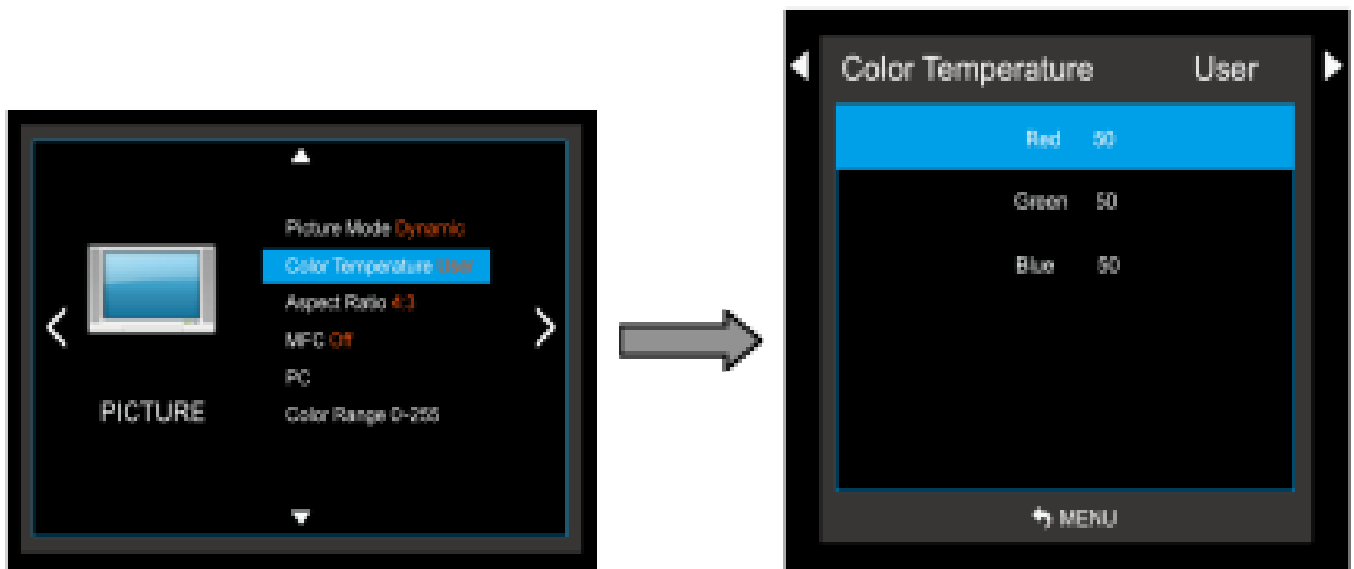 Picture Mode Dynamic
Color Temperature User
Aspect Ratio 4:3
MFC Off
PC
Color Range 0-255
PICTURE
Color Temperature User
Red 50
Green 50
Blue 50
MENU